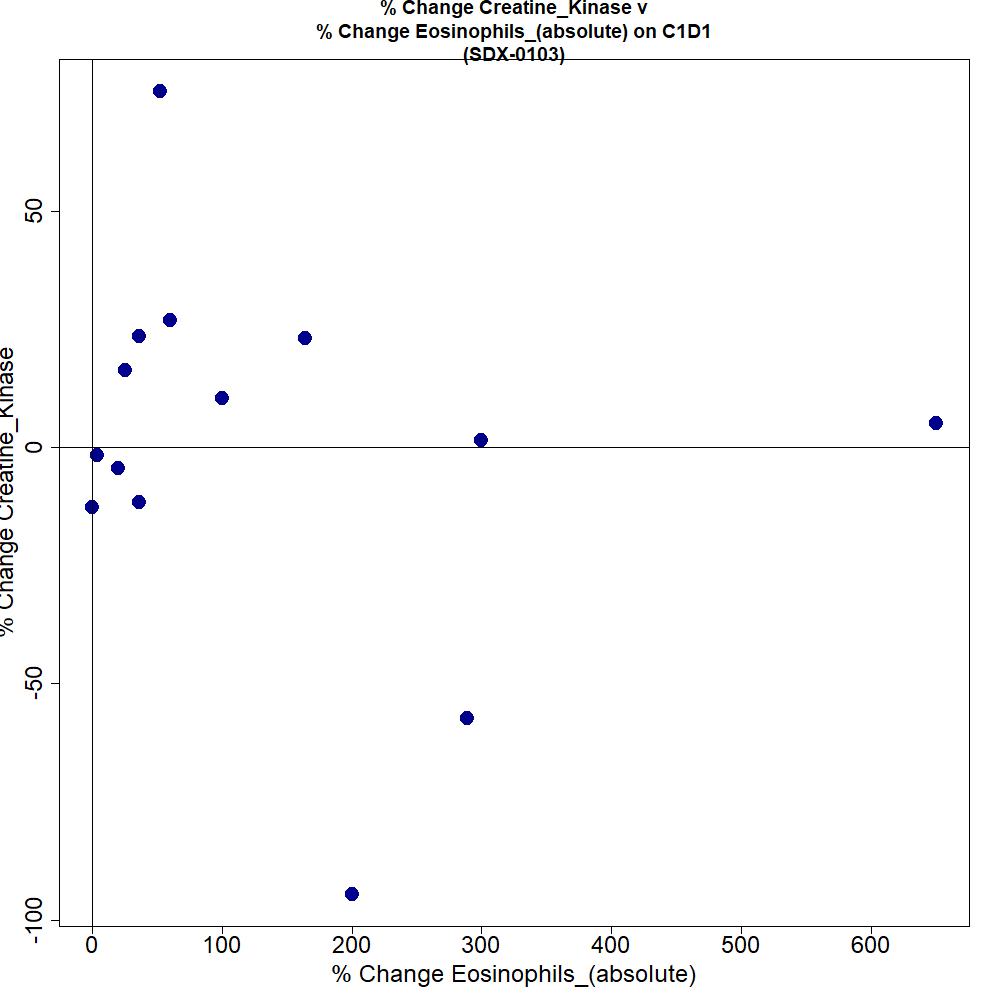 % Change Creatine_Kinase v
% Change Eosinophils_(absolute) on C1D1
(SDX-0103)
% Change Creatine_Kinase
50
0
-50
-100
0 100 200 300 400 500 600
% Change Eosinophils_(absolute)